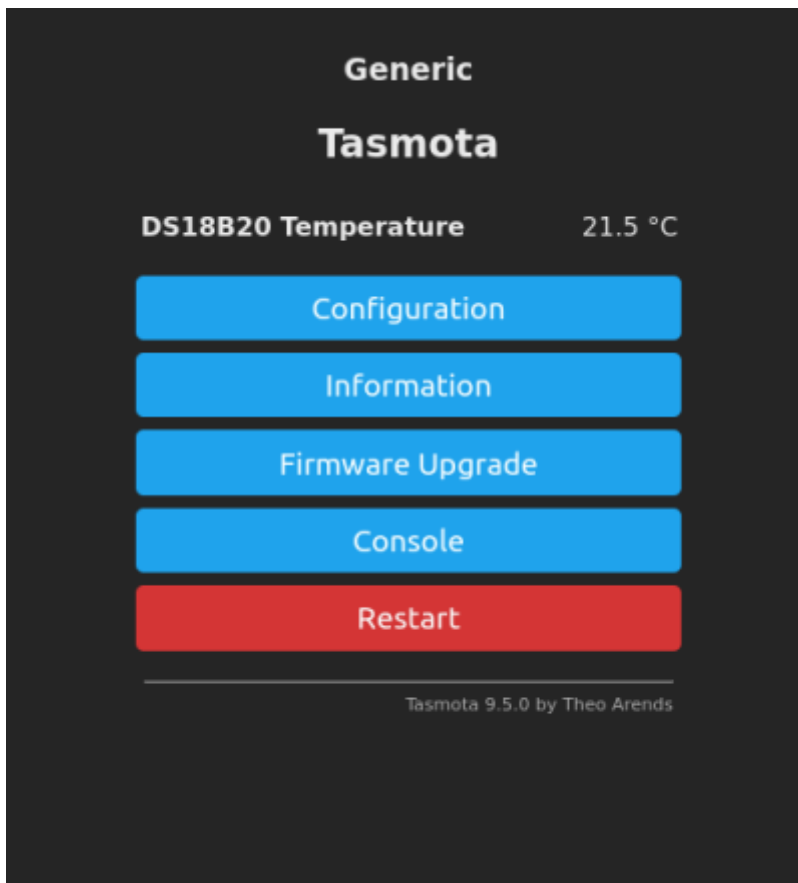 Generic
Tasmota
DS18B20 Temperature 21.5 °C
Configuration
Information
Firmware Upgrade
Console
Restart
Tasmota 9.5.0 by Theo Arends